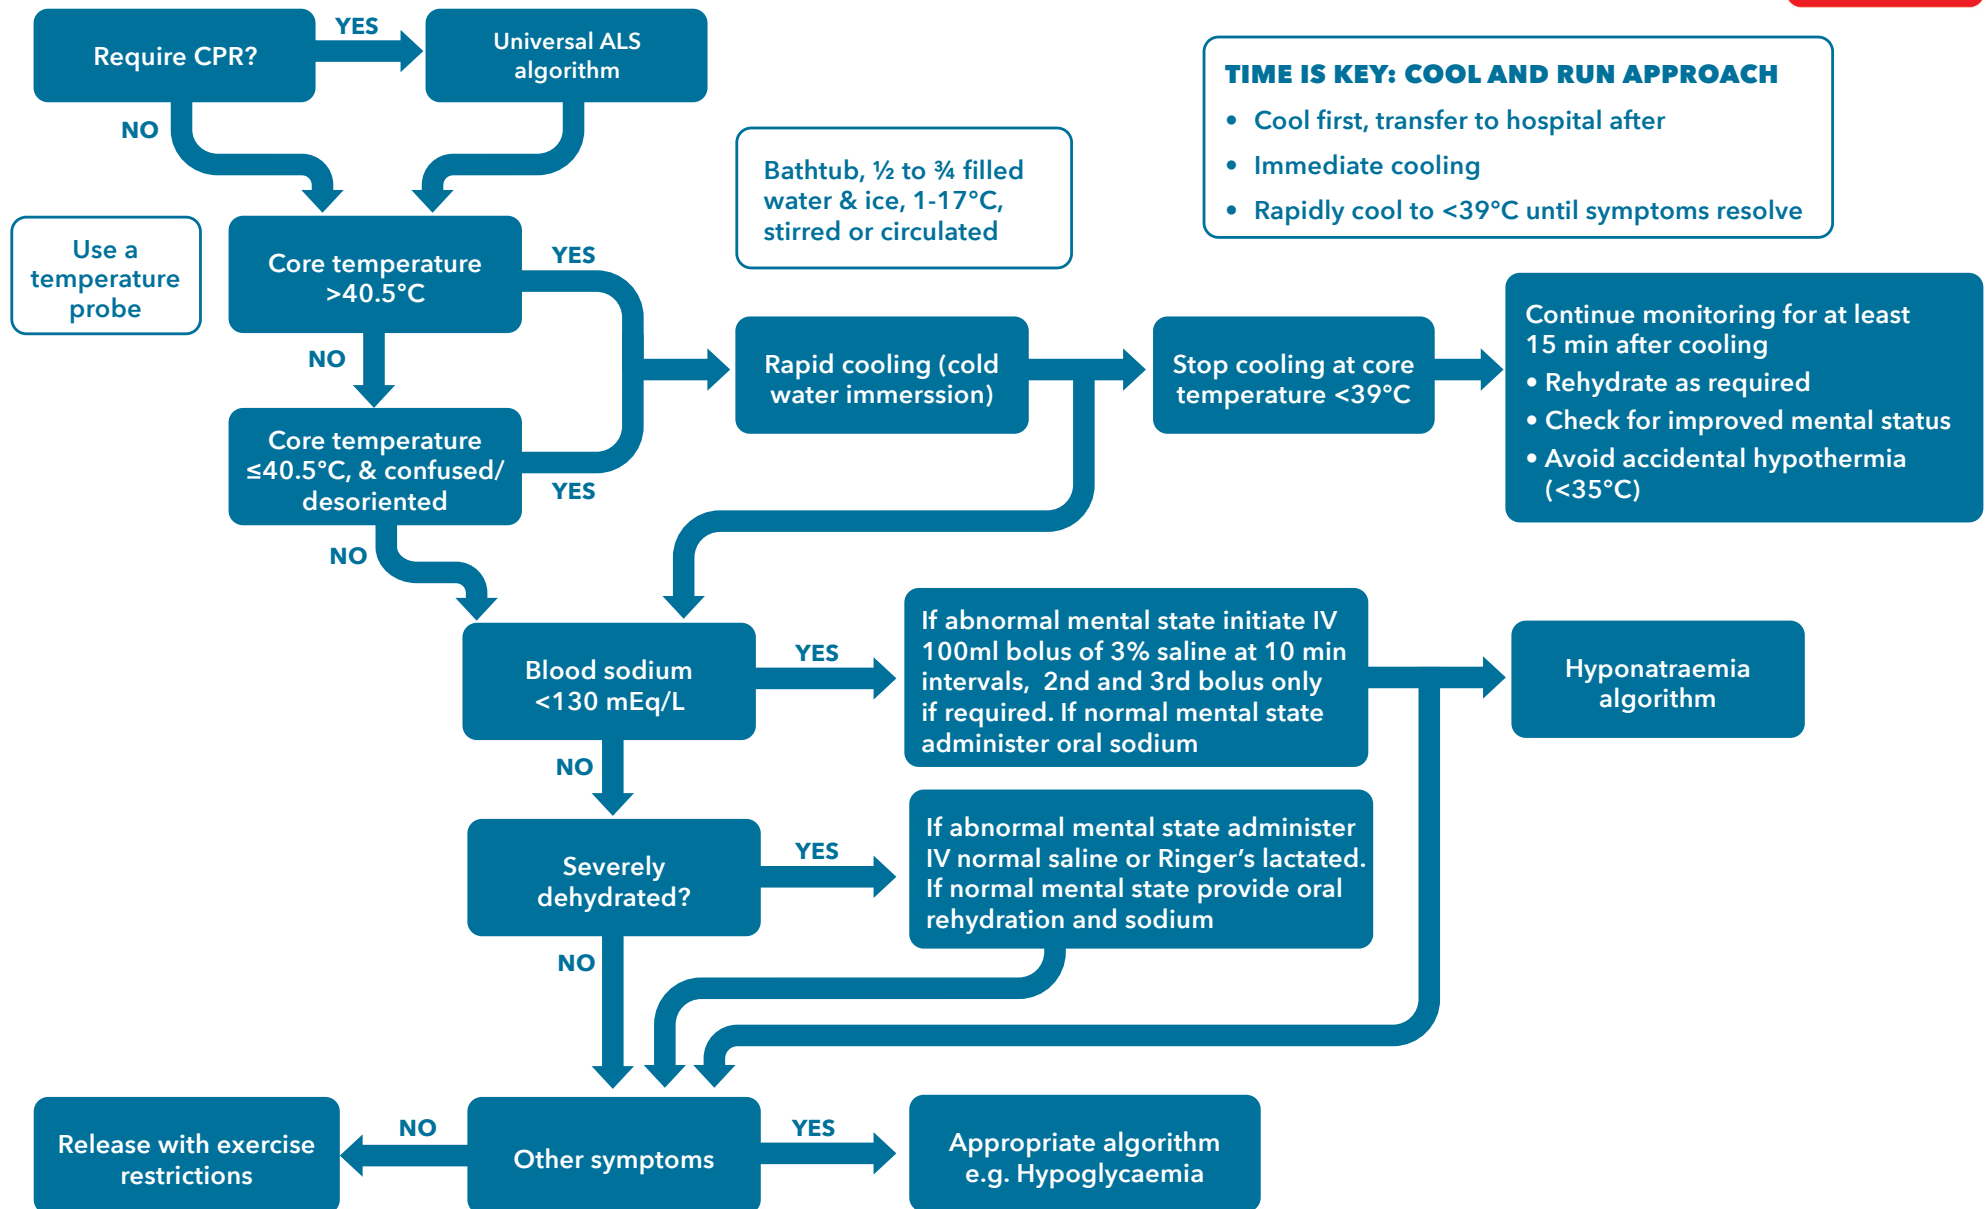 Require CPR?
YES
Universal ALS
algorithm
NO
TIME IS KEY: COOL AND RUN APPROACH
• Cool first, transfer to hospital after
• Immediate cooling
• Rapidly cool to <39°C until symptoms resolve
Bathtub, ½ to ¾ filled
water & ice, 1-17°C,
stirred or circulated
Use a
temperature
probe
Core temperature
>40.5°C
YES
NO
Core temperature
≤40.5°C, & confused/
desoriented
YES
NO
Rapid cooling (cold
water immerssion)
Stop cooling at core
temperature <39°C
Continue monitoring for at least
15 min after cooling
• Rehydrate as required
• Check for improved mental status
• Avoid accidental hypothermia
(<35°C)
Blood sodium
<130 mEq/L
YES
NO
If abnormal mental state initiate IV
100ml bolus of 3% saline at 10 min
intervals, 2nd and 3rd bolus only
if required. If normal mental state
administer oral sodium
Hyponatraemia
algorithm
Severely
dehydrated?
YES
NO
If abnormal mental state administer
IV normal saline or Ringer's lactated.
If normal mental state provide oral
rehydration and sodium
Other symptoms
NO
Release with exercise
restrictions
YES
Appropriate algorithm
e.g. Hypoglycaemia